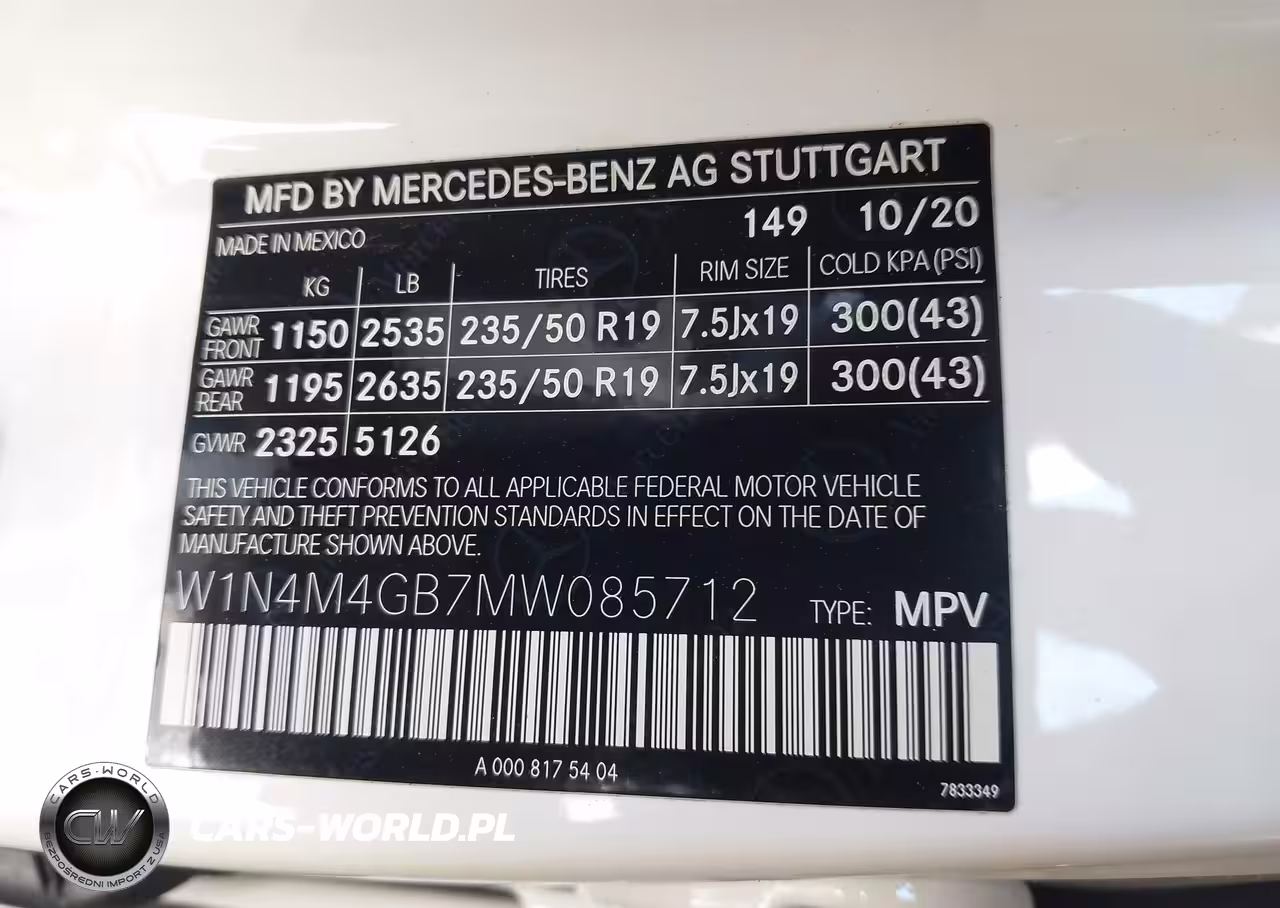 MFD BY MERCEDES-BENZ AG STUTTGART
MADE IN MEXICO 149 10/20
KG LB TIRES RIM SIZE COLD KPA (PSI)
GAWR FRONT 1150 2535 235/50 R19 7.5Jx19 300(43)
GAWR REAR 1195 2635 235/50 R19 7.5Jx19 300(43)
GVWR 2325 5126
THIS VEHICLE CONFORMS TO ALL APPLICABLE FEDERAL MOTOR VEHICLE
SAFETY AND THEFT PREVENTION STANDARDS IN EFFECT ON THE DATE OF
MANUFACTURE SHOWN ABOVE.
W1N4M4GB7MW085712 TYPE: MPV
A 000 817 54 04
7833349
CARS-WORLD
CW
BEZPOŚREDNI IMPORT Z USA
CARS-WORLD.PL